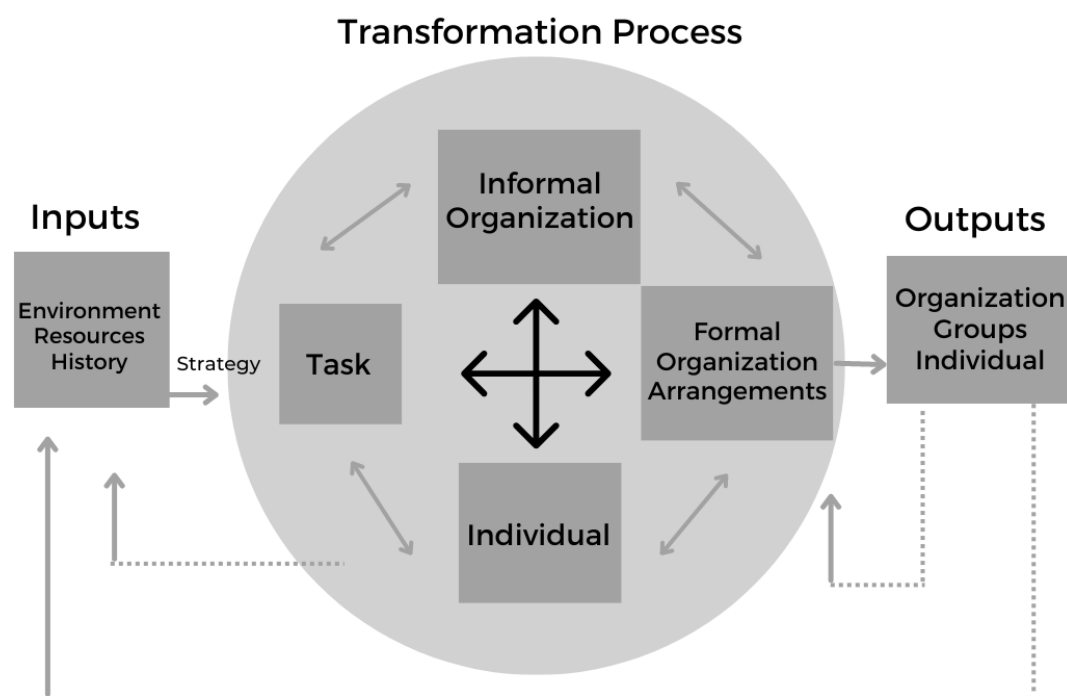 Transformation Process
Informal
Organization
Inputs
Outputs
Environment
Resources
History
Strategy
Task
Formal
Organization
Arrangements
Organization
Groups
Individual
Individual